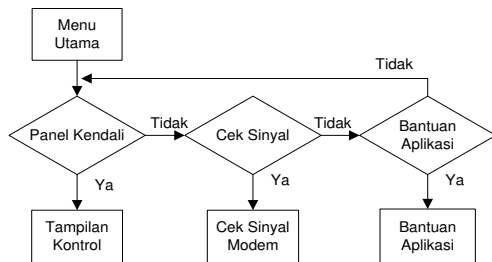 Menu
Utama
Tidak
Panel Kendali
Tidak
Cek Sinyal
Tidak
Bantuan
Aplikasi
Ya
Ya
Ya
Tampilan
Kontrol
Cek Sinyal
Modem
Bantuan
Aplikasi